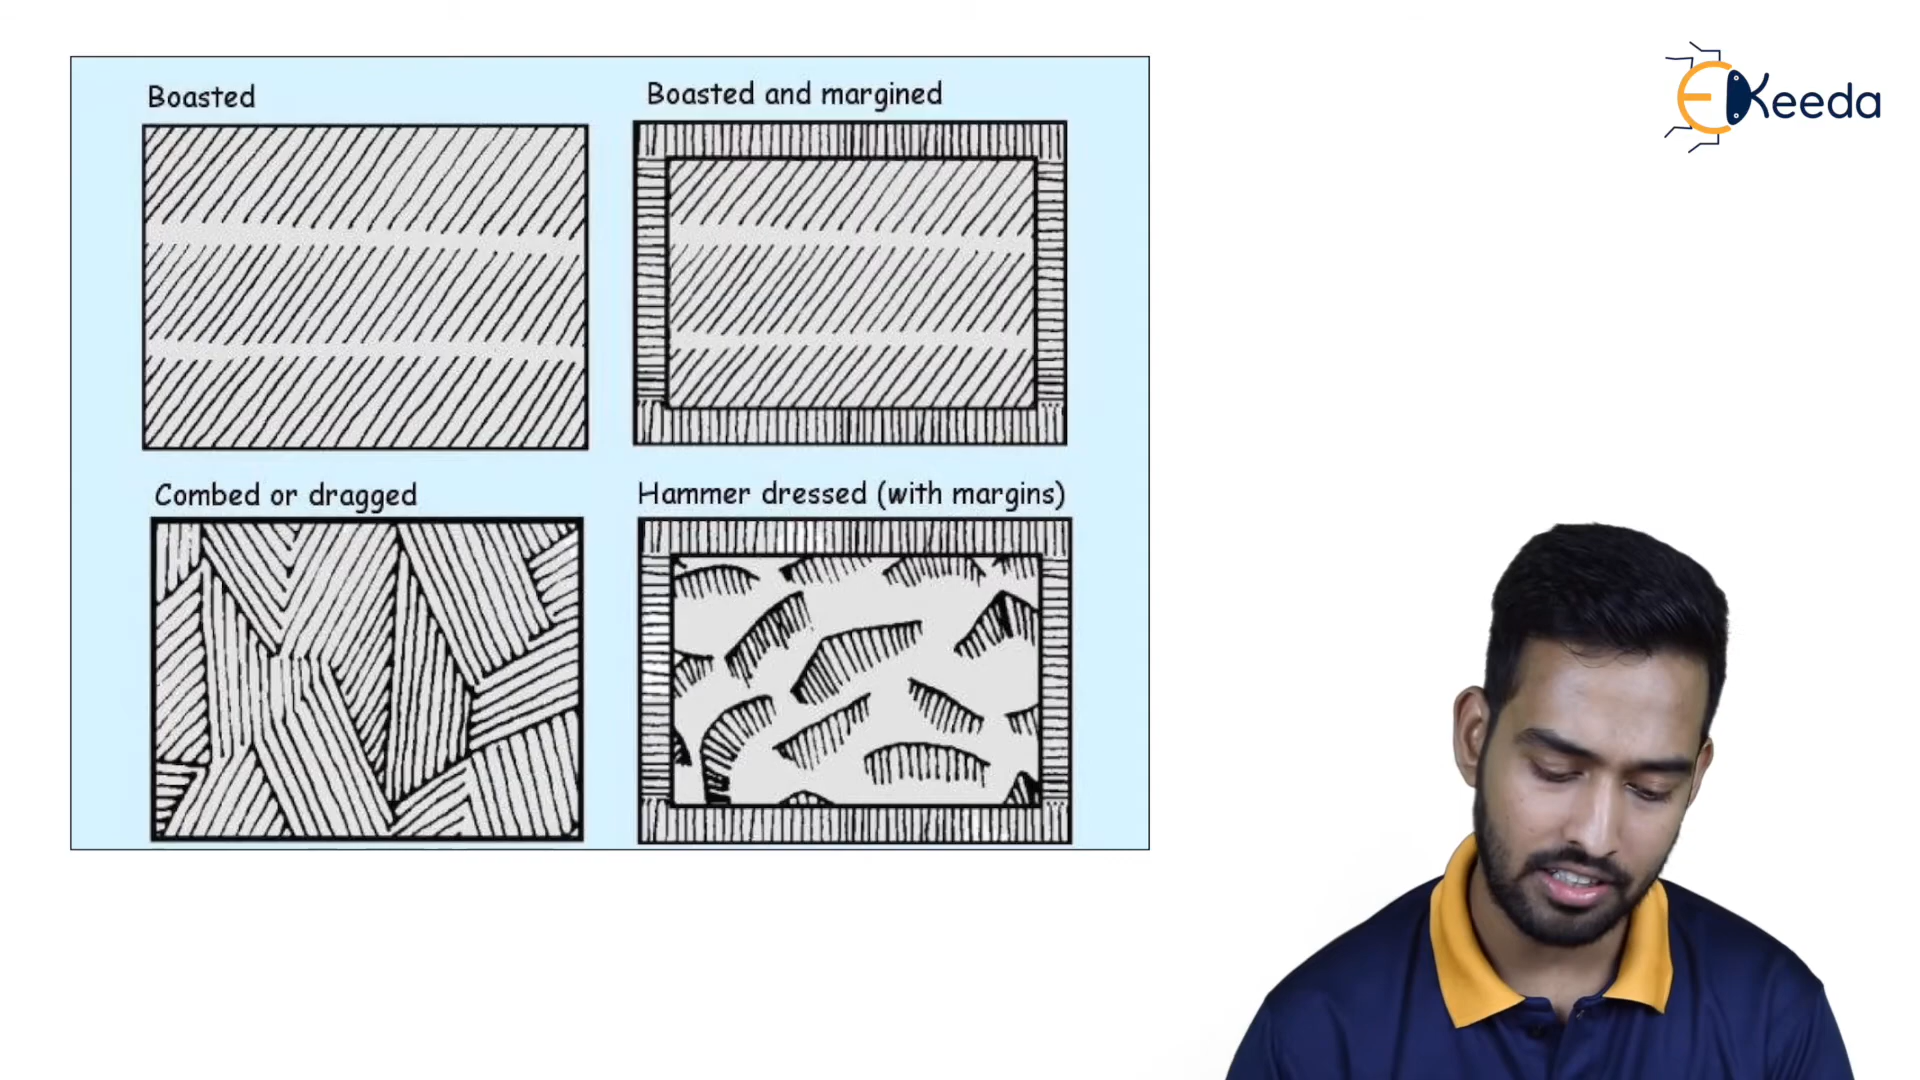 Boasted
Boasted and margined
EKeeda
Combed or dragged
Hammer dressed (with margins)